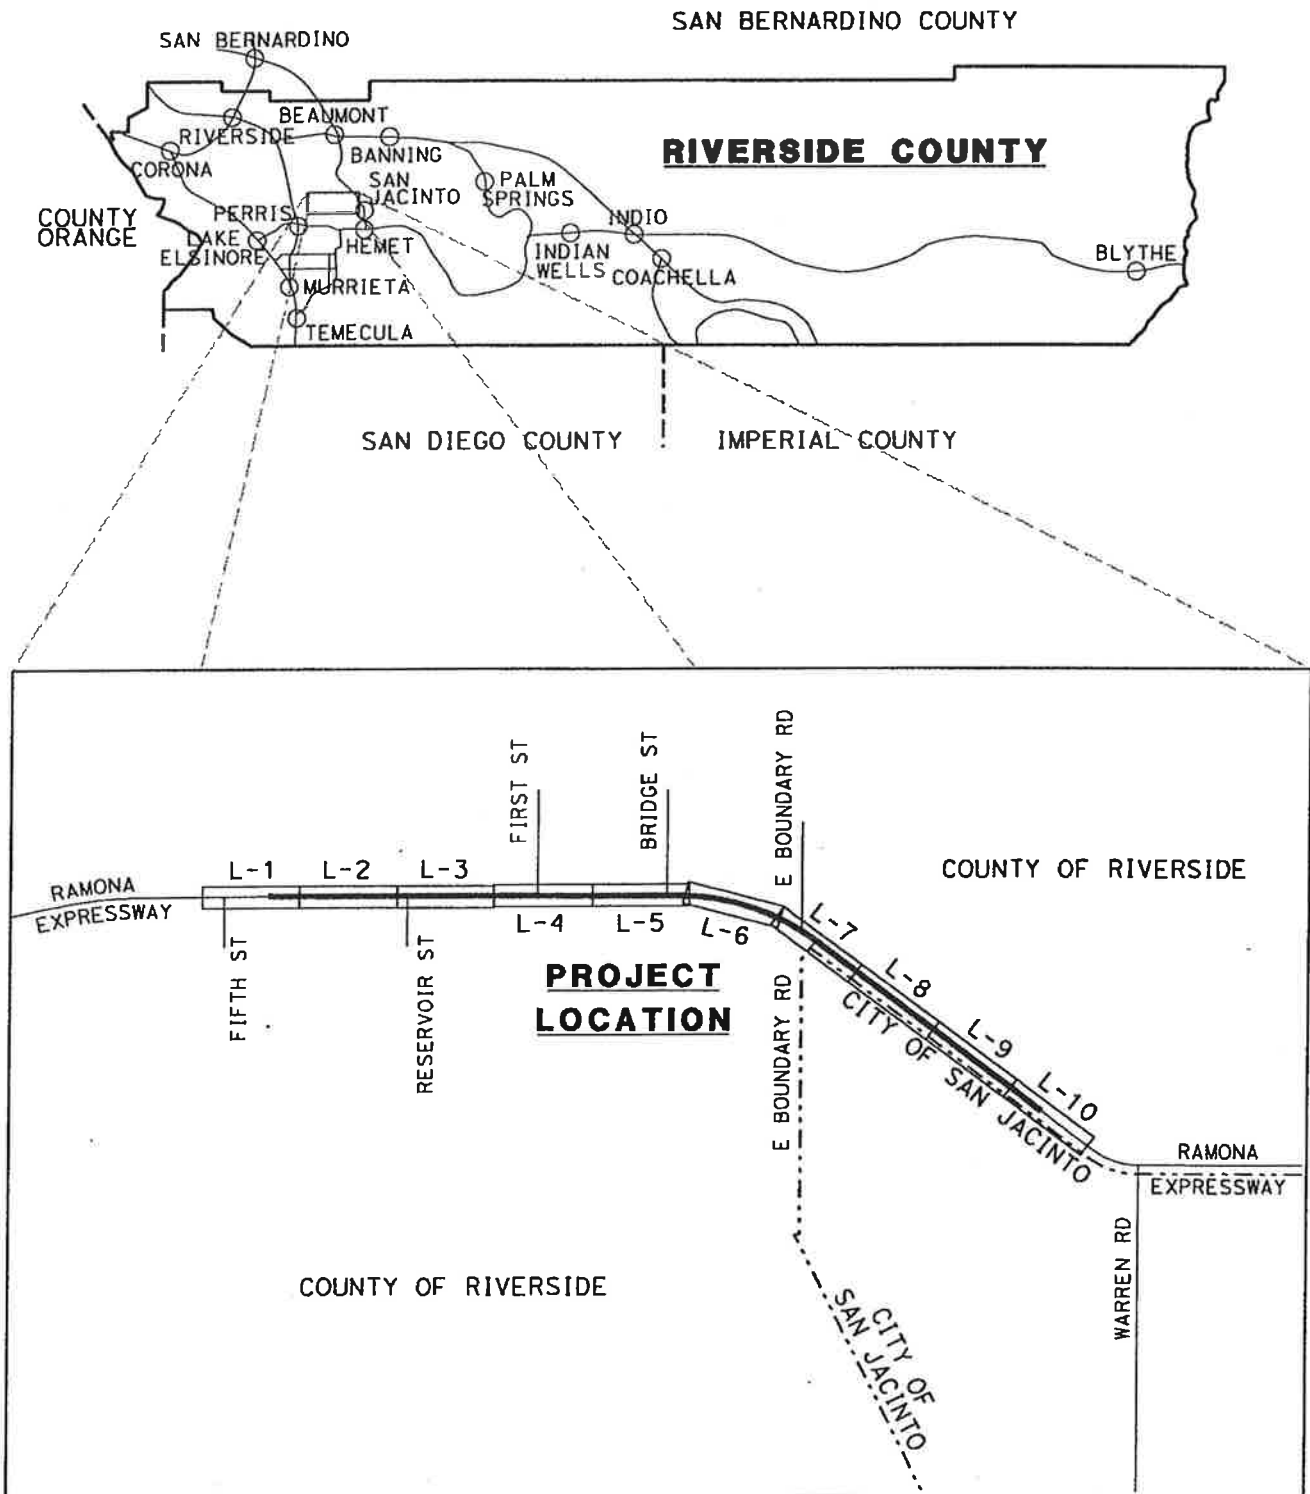 SAN BERNARDINO COUNTY
SAN BERNARDINO
BEAUMONT
RIVERSIDE
BANNING
RIVERSIDE COUNTY
CORONA
SAN
JACINTO
PALM
SPRINGS
COUNTY
ORANGE
PERRIS
INDIO
LAKE
ELSINORE
HEMET
INDIAN
WELLS
BLYTHE
COACHELLA
MURRIETA
TEMECULA
SAN DIEGO COUNTY
IMPERIAL COUNTY
FIRST ST
BRIDGE ST
E BOUNDARY RD
COUNTY OF RIVERSIDE
RAMONA
EXPRESSWAY
L-1
L-2
L-3
L-4
L-5
L-6
L-7
L-8
L-9
L-10
FIFTH ST
RESERVOIR ST
PROJECT
LOCATION
E BOUNDARY RD
CITY OF SAN JACINTO
RAMONA
EXPRESSWAY
WARREN RD
COUNTY OF RIVERSIDE
CITY OF
SAN JACINTO